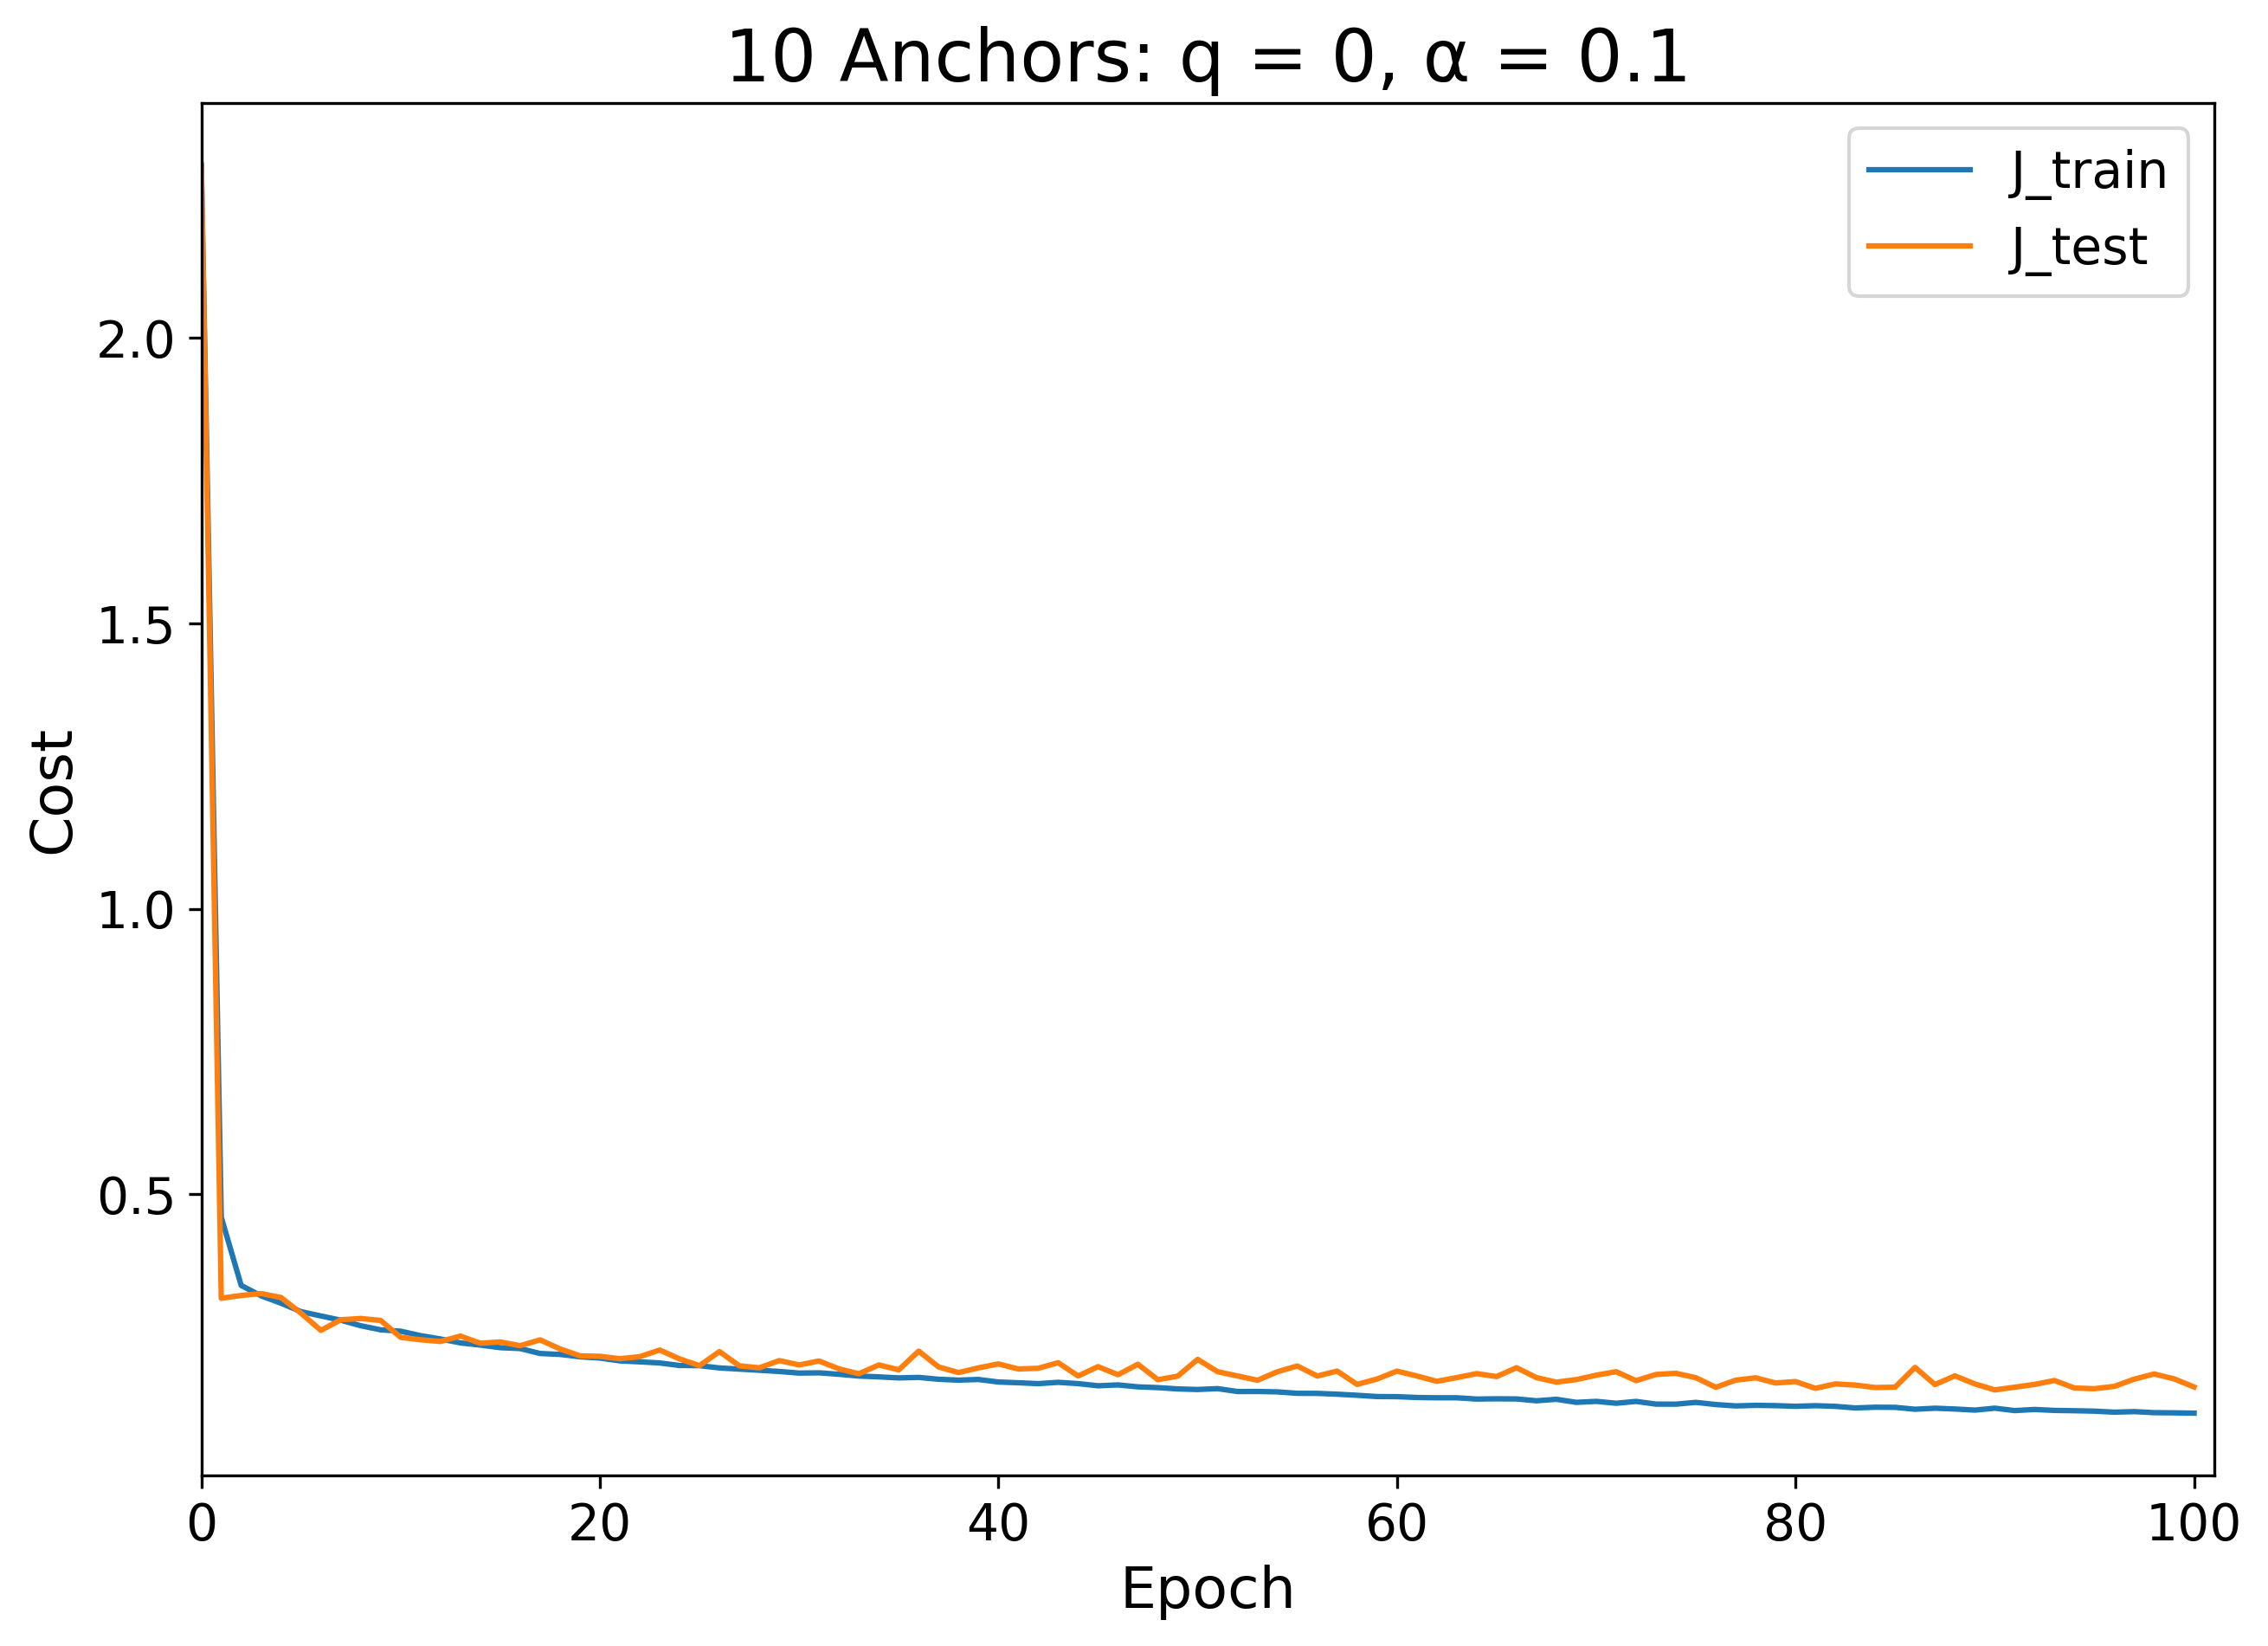 10 Anchors: q = 0, α = 0.1
J_train
J_test
2.0
1.5
1.0
0.5
Cost
0 20 40 60 80 100
Epoch